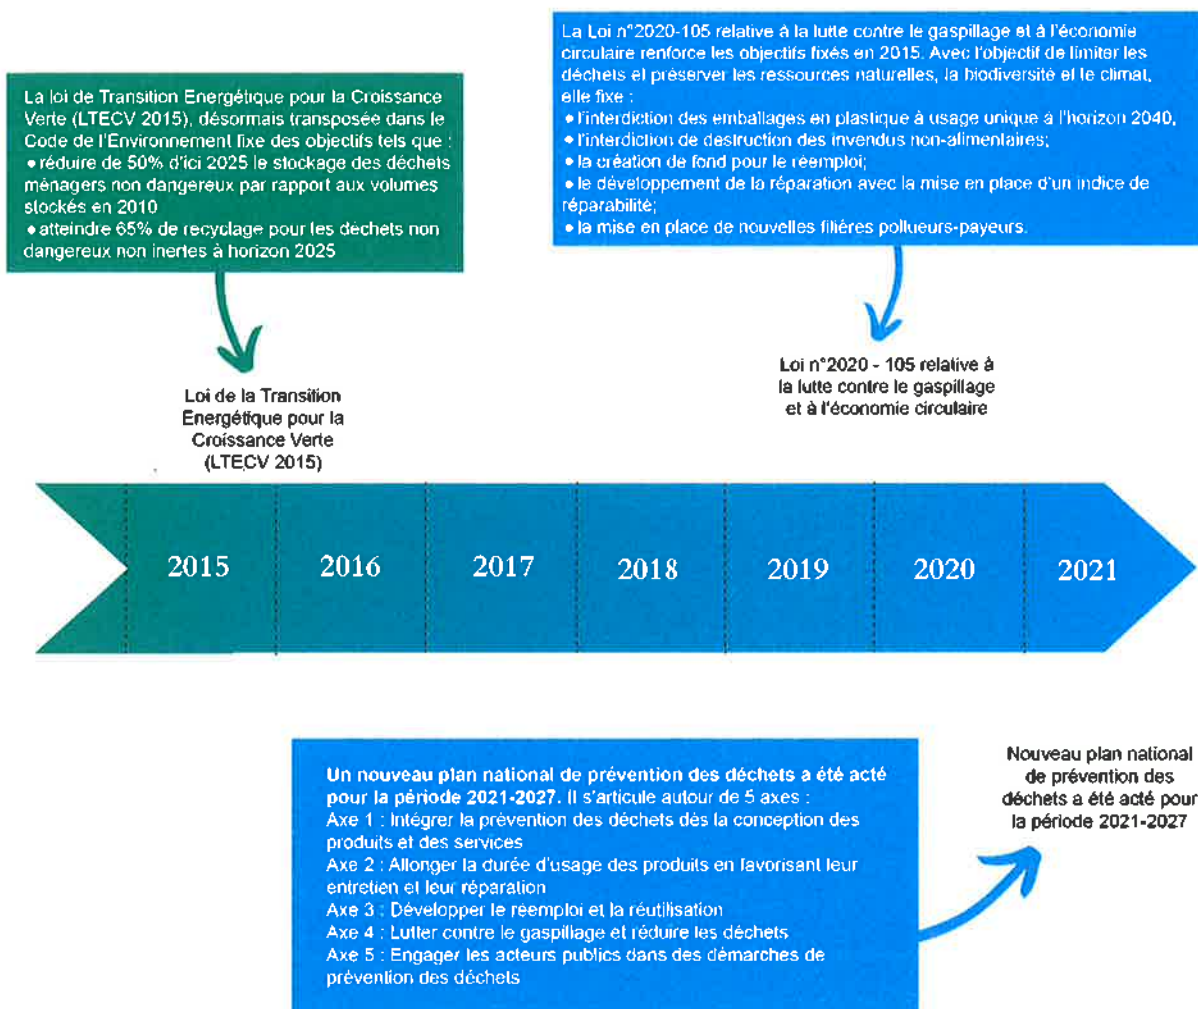 La loi de Transition Energétique pour la Croissance
Verte (LTECV 2015), désormais transposée dans le
Code de l'Environnement fixe des objectifs tels que :
● réduire de 50% d'ici 2025 le stockage des déchets
ménagers non dangereux par rapport aux volumes
stockés en 2010
● atteindre 65% de recyclage pour les déchets non
dangereux non inertes à horizon 2025
La Loi n°2020-105 relative à la lutte contre le gaspillage et à l'économie
circulaire renforce les objectifs fixés en 2015. Avec l'objectif de limiter les
déchets et préserver les ressources naturelles, la biodiversité et le climat,
elle fixe :
● l'interdiction des emballages en plastique à usage unique à l'horizon 2040,
● l'interdiction de destruction des invendus non-alimentaires;
● la création de fond pour le réemploi;
● le développement de la réparation avec la mise en place d'un indice de
réparabilité;
● la mise en place de nouvelles filières pollueurs-payeurs.
Loi de la Transition
Energétique pour la
Croissance Verte
(LTECV 2015)
Loi n°2020 - 105 relative à
la lutte contre le gaspillage
et à l'économie circulaire
2015
2016
2017
2018
2019
2020
2021
Un nouveau plan national de prévention des déchets a été acté
pour la période 2021-2027. Il s'articule autour de 5 axes :
Axe 1 : Intégrer la prévention des déchets dès la conception des
produits et des services
Axe 2 : Allonger la durée d'usage des produits en favorisant leur
entretien et leur réparation
Axe 3 : Développer le réemploi et la réutilisation
Axe 4 : Lutter contre le gaspillage et réduire les déchets
Axe 5 : Engager les acteurs publics dans des démarches de
prévention des déchets
Nouveau plan national
de prévention des
déchets a été acté pour
la période 2021-2027